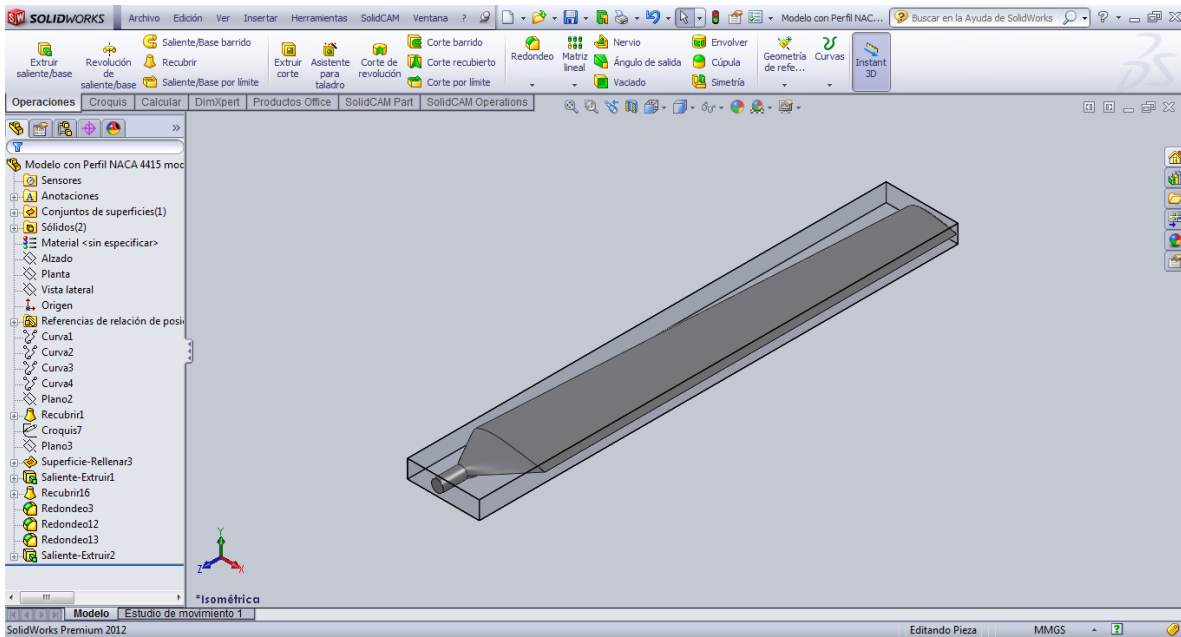 SOLIDWORKS Archivo Edición Ver Insertar Herramientas SolidCAM Ventana ? Modelo con Perfil NAC... Buscar en la Ayuda de SolidWorks
Extruir saliente/base
Revolución de saliente/base
Saliente/Base barrido
Recubrir
Saliente/Base por límite
Extruir corte
Asistente para taladro
Corte de revolución
Corte barrido
Corte recubierto
Corte por límite
Redondeo
Matriz lineal
Nervio
Ángulo de salida
Vaciado
Envolver
Cúpula
Simetría
Geometría de refe...
Curvas
Instant 3D
Operaciones Croquis Calcular DimXpert Productos Office SolidCAM Part SolidCAM Operations
Modelo con Perfil NACA 4415 mod
Sensores
Anotaciones
Conjuntos de superficies(1)
Sólidos(2)
Material <sin especificar>
Alzado
Planta
Vista lateral
Origen
Referencias de relación de posi
Curva1
Curva2
Curva3
Curva4
Plano2
Recubrir1
Croquis7
Plano3
Superficie-Rellenar3
Saliente-Extruir1
Recubrir16
Redondeo3
Redondeo12
Redondeo13
Saliente-Extruir2
Y
Z
X
*Isométrica
Modelo Estudio de movimiento 1
SolidWorks Premium 2012 Editando Pieza MMGS ?